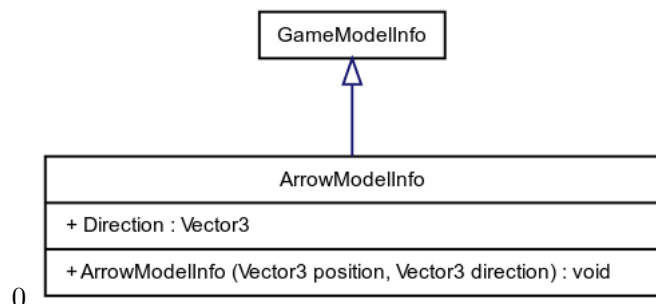 GameModelInfo
ArrowModelInfo
+ Direction : Vector3
+ArrowModelInfo (Vector3 position, Vector3 direction) : void
0